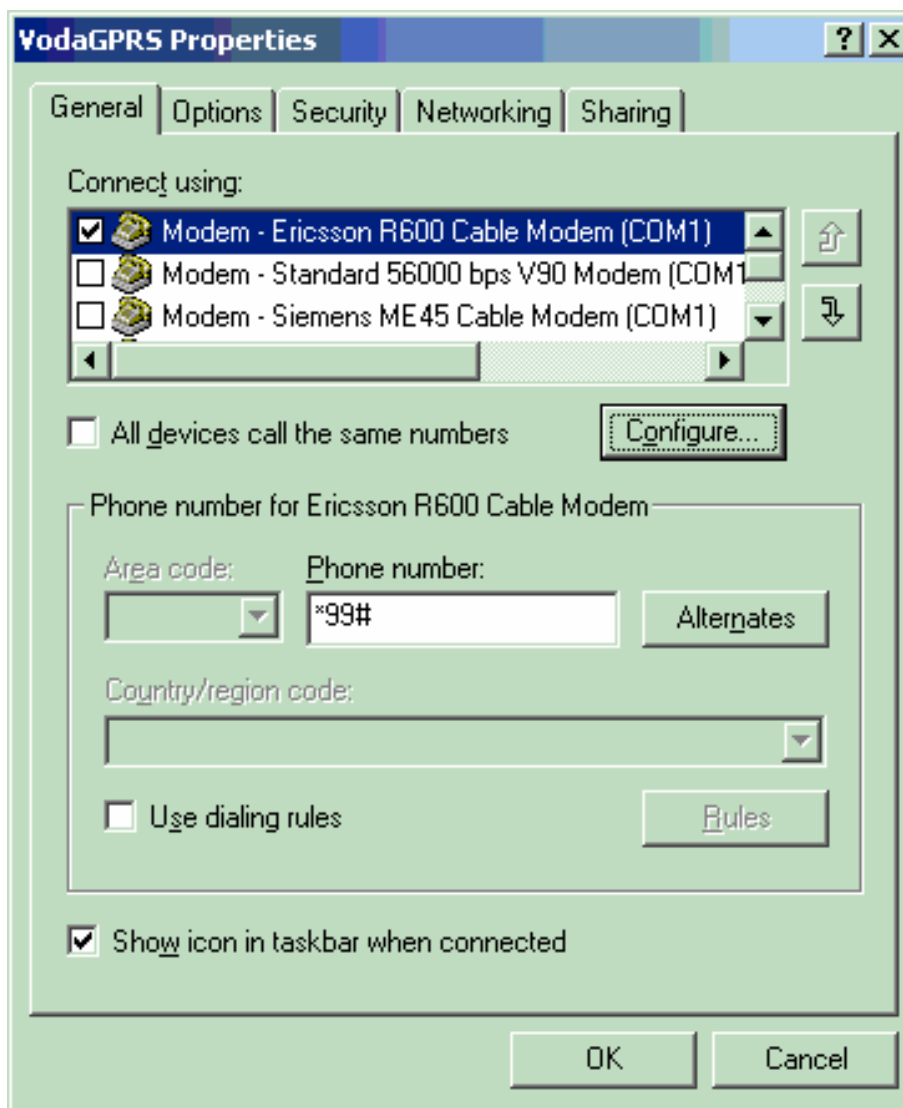 VodaGPRS Properties
General Options Security Networking Sharing
Connect using:
Modem - Ericsson R600 Cable Modem (COM1)
Modem - Standard 56000 bps V90 Modem (COM1
Modem - Siemens ME45 Cable Modem (COM1)
All devices call the same numbers
Configure...
Phone number for Ericsson R600 Cable Modem
Area code: Phone number:
*99#
Alternates
Country/region code:
Use dialing rules
Rules
Show icon in taskbar when connected
OK Cancel